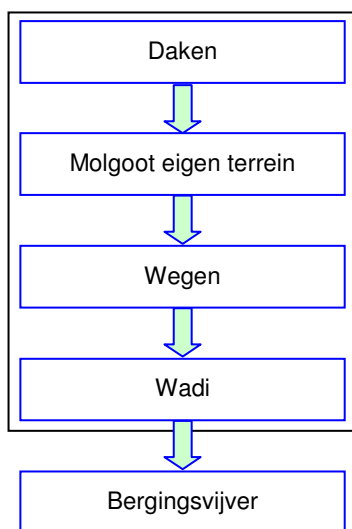 Daken
Molgoot eigen terrein
Wegen
Wadi
Bergingsvijver